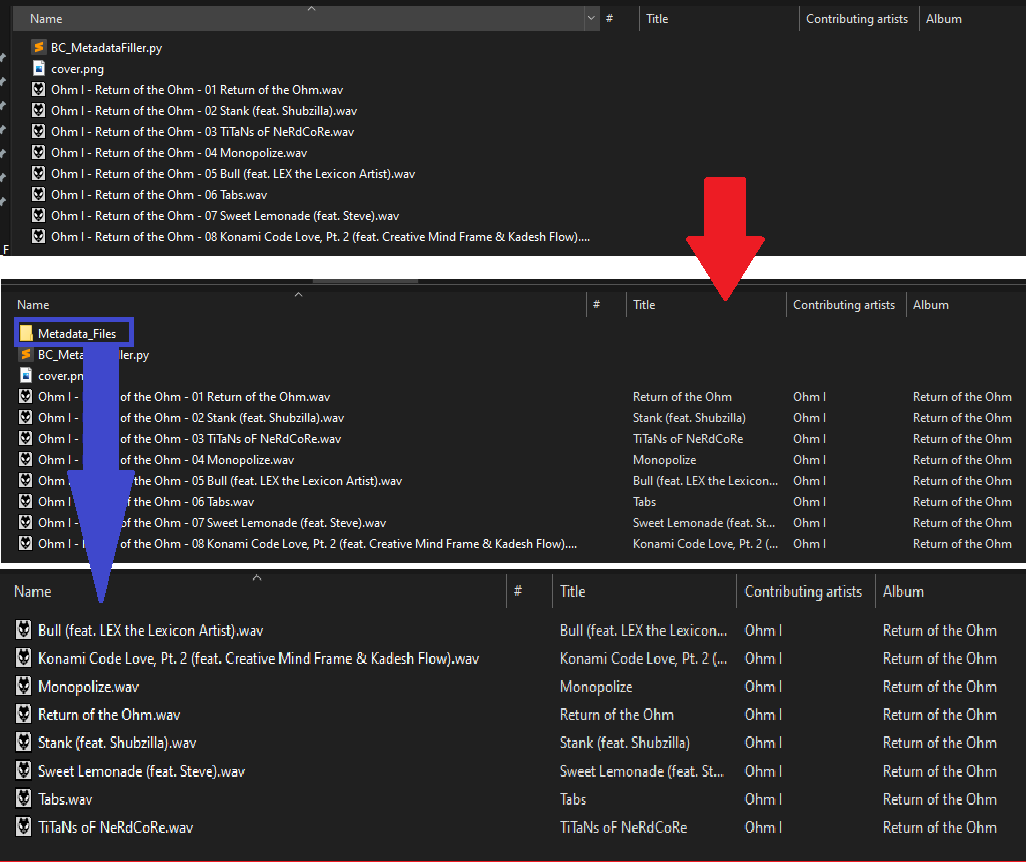 Name # Title Contributing artists Album
BC_MetadataFiller.py
cover.png
Ohm I - Return of the Ohm - 01 Return of the Ohm.wav
Ohm I - Return of the Ohm - 02 Stank (feat. Shubzilla).wav
Ohm I - Return of the Ohm - 03 TiTaNs oF NeRdCoRe.wav
Ohm I - Return of the Ohm - 04 Monopolize.wav
Ohm I - Return of the Ohm - 05 Bull (feat. LEX the Lexicon Artist).wav
Ohm I - Return of the Ohm - 06 Tabs.wav
Ohm I - Return of the Ohm - 07 Sweet Lemonade (feat. Steve).wav
Ohm I - Return of the Ohm - 08 Konami Code Love, Pt. 2 (feat. Creative Mind Frame & Kadesh Flow)....
F
Name # Title Contributing artists Album
Metadata_Files
BC_Meta ller.py
cover.pn
Ohm I - of the Ohm - 01 Return of the Ohm.wav Return of the Ohm Ohm I Return of the Ohm
Ohm I - of the Ohm - 02 Stank (feat. Shubzilla).wav Stank (feat. Shubzilla) Ohm I Return of the Ohm
Ohm I - of the Ohm - 03 TiTaNs oF NeRdCoRe.wav TiTaNs oF NeRdCoRe Ohm I Return of the Ohm
Ohm I - of the Ohm - 04 Monopolize.wav Monopolize Ohm I Return of the Ohm
Ohm I of the Ohm - 05 Bull (feat. LEX the Lexicon Artist).wav Bull (feat. LEX the Lexicon... Ohm I Return of the Ohm
Ohm I of the Ohm - 06 Tabs.wav Tabs Ohm I Return of the Ohm
Ohm I - of the Ohm - 07 Sweet Lemonade (feat. Steve).wav Sweet Lemonade (feat. St... Ohm I Return of the Ohm
Ohm I - of the Ohm - 08 Konami Code Love, Pt. 2 (feat. Creative Mind Frame & Kadesh Flow).... Konami Code Love, Pt. 2 (... Ohm I Return of the Ohm
Name # Title Contributing artists Album
Bull (feat. LEX the Lexicon Artist).wav Bull (feat. LEX the Lexicon... Ohm I Return of the Ohm
Konami Code Love, Pt. 2 (feat. Creative Mind Frame & Kadesh Flow).wav Konami Code Love, Pt. 2 (... Ohm I Return of the Ohm
Monopolize.wav Monopolize Ohm I Return of the Ohm
Return of the Ohm.wav Return of the Ohm Ohm I Return of the Ohm
Stank (feat. Shubzilla).wav Stank (feat. Shubzilla) Ohm I Return of the Ohm
Sweet Lemonade (feat. Steve).wav Sweet Lemonade (feat. St... Ohm I Return of the Ohm
Tabs.wav Tabs Ohm I Return of the Ohm
TiTaNs oF NeRdCoRe.wav TiTaNs oF NeRdCoRe Ohm I Return of the Ohm